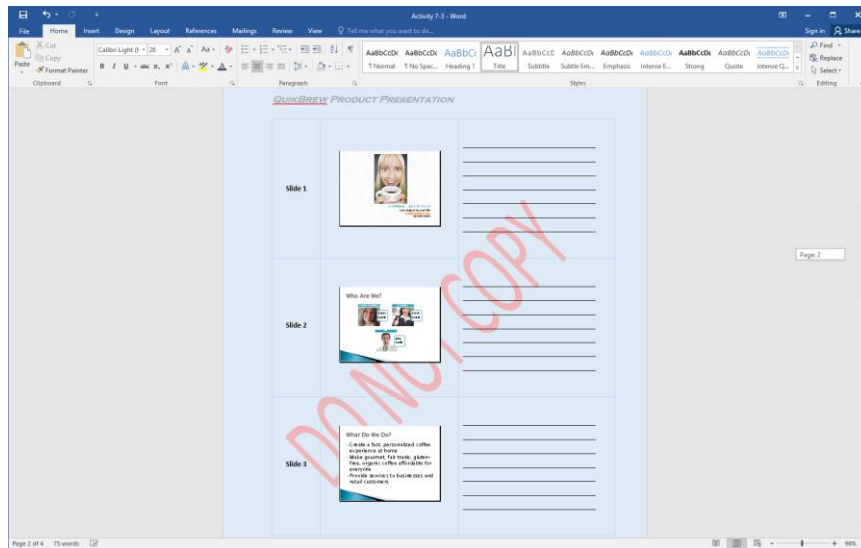 Activity 7-3 - Word
File Home Insert Design Layout References Mailings Review View Tell me what you want to do... Sign in Share
Cut
Copy
Format Painter
Paste
Calibri Light (H 26
Find
Replace
Select
AaBbCcDc AaBbCcDc AaBbC AaB AaBbCcC AaBbCcDc AaBbCcDc AaBbCcDc AaBbCcDc AaBbCcDc AaBbCcDc
¶ Normal ¶ No Spac... Heading 1 Title Subtitle Subtle Em... Emphasis Intense E... Strong Quote Intense Q...
Clipboard Font Paragraph Styles Editing
QUIKBREW PRODUCT PRESENTATION
Slide 1
Page: 2
Slide 2
Who Are We?
DO NOT COPY
Slide 3
What Do We Do?
-Create a fast, personalized coffee
experience at home
-Make gourmet, fair trade, gluten-
free, organic coffee affordable for
everyone
-Provide services to businesses and
retail customers
Page 2 of 4 75 words
96%